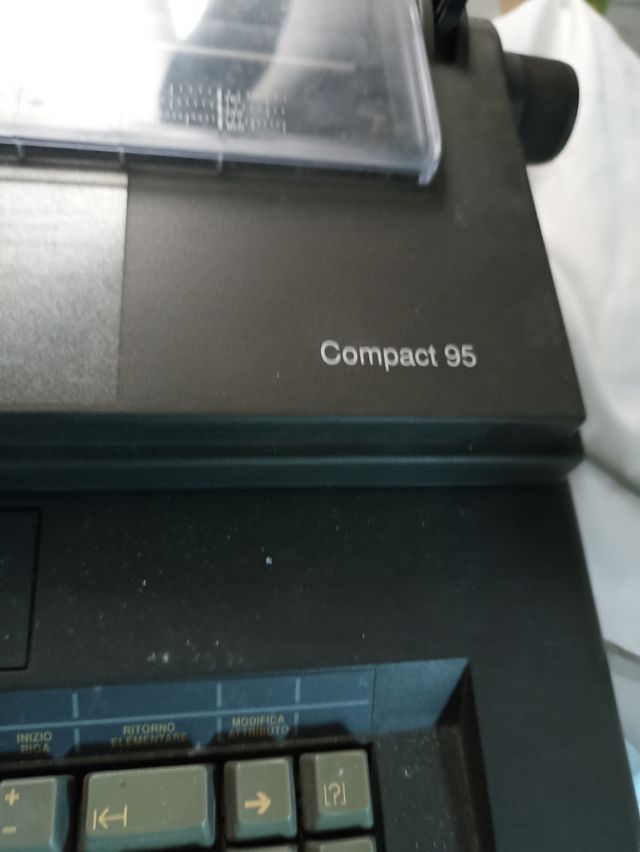 Compact 95
INIZIO
RIGA
RITORNO
ELEMENTARE
MODIFICA
ATTRIBUTO
+
-
[?]